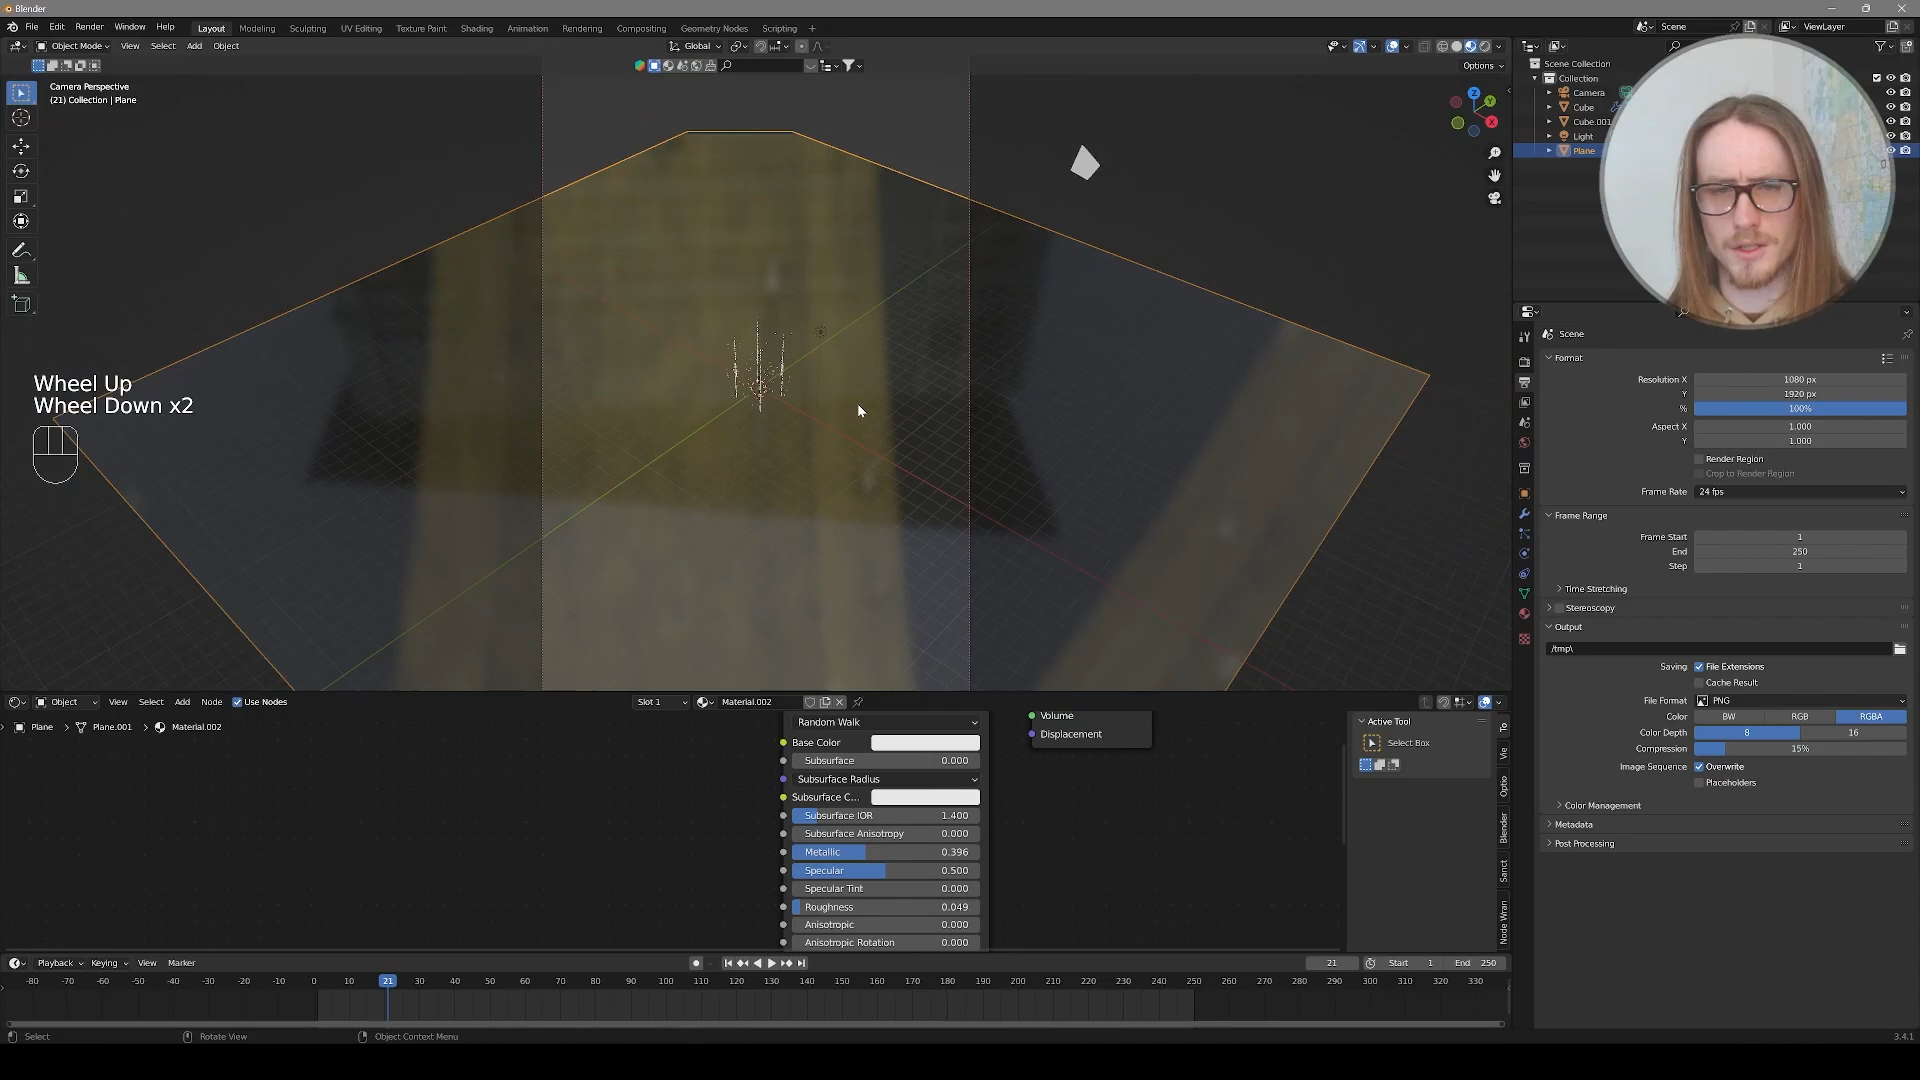 Blender
File Edit Render Window Help
Layout Modeling Sculpting UV Editing Texture Paint Shading Animation Rendering Compositing Geometry Nodes Scripting +
Scene
ViewLayer
Object Mode View Select Add Object
Global
Options
Camera Perspective
(21) Collection | Plane
Z
Y
X
Scene Collection
Collection
Camera
Cube
Cube.001
Light
Plane
Wheel Up
Wheel Down x2
Scene
Format
Resolution X 1080 px
Y 1920 px
% 100%
Aspect X 1.000
Y 1.000
Render Region
Crop to Render Region
Frame Rate 24 fps
Frame Range
Frame Start 1
End 250
Step 1
Time Stretching
Stereoscopy
Output
/tmp\
Saving File Extensions
Cache Result
File Format PNG
Color BW RGB RGBA
Color Depth 8 16
Compression 15%
Image Sequence Overwrite
Placeholders
Color Management
Metadata
Post Processing
Object View Select Add Node Use Nodes
Slot 1
Material.002
Plane Plane.001 Material.002
Random Walk
Base Color
Subsurface 0.000
Subsurface Radius
Subsurface C...
Subsurface IOR 1.400
Subsurface Anisotropy 0.000
Metallic 0.396
Specular 0.500
Specular Tint 0.000
Roughness 0.049
Anisotropic 0.000
Anisotropic Rotation 0.000
Volume
Displacement
Active Tool
Select Box
To
Vie
Optio
Blender
Sanct
Node Wran
Playback Keying View Marker
21 Start 1 End 250
-80 -70 -60 -50 -40 -30 -20 -10 0 10 21 30 40 50 60 70 80 90 100 110 120 130 140 150 160 170 180 190 200 210 220 230 240 250 260 270 280 290 300 310 320 330
Select Rotate View Object Context Menu
3.4.1